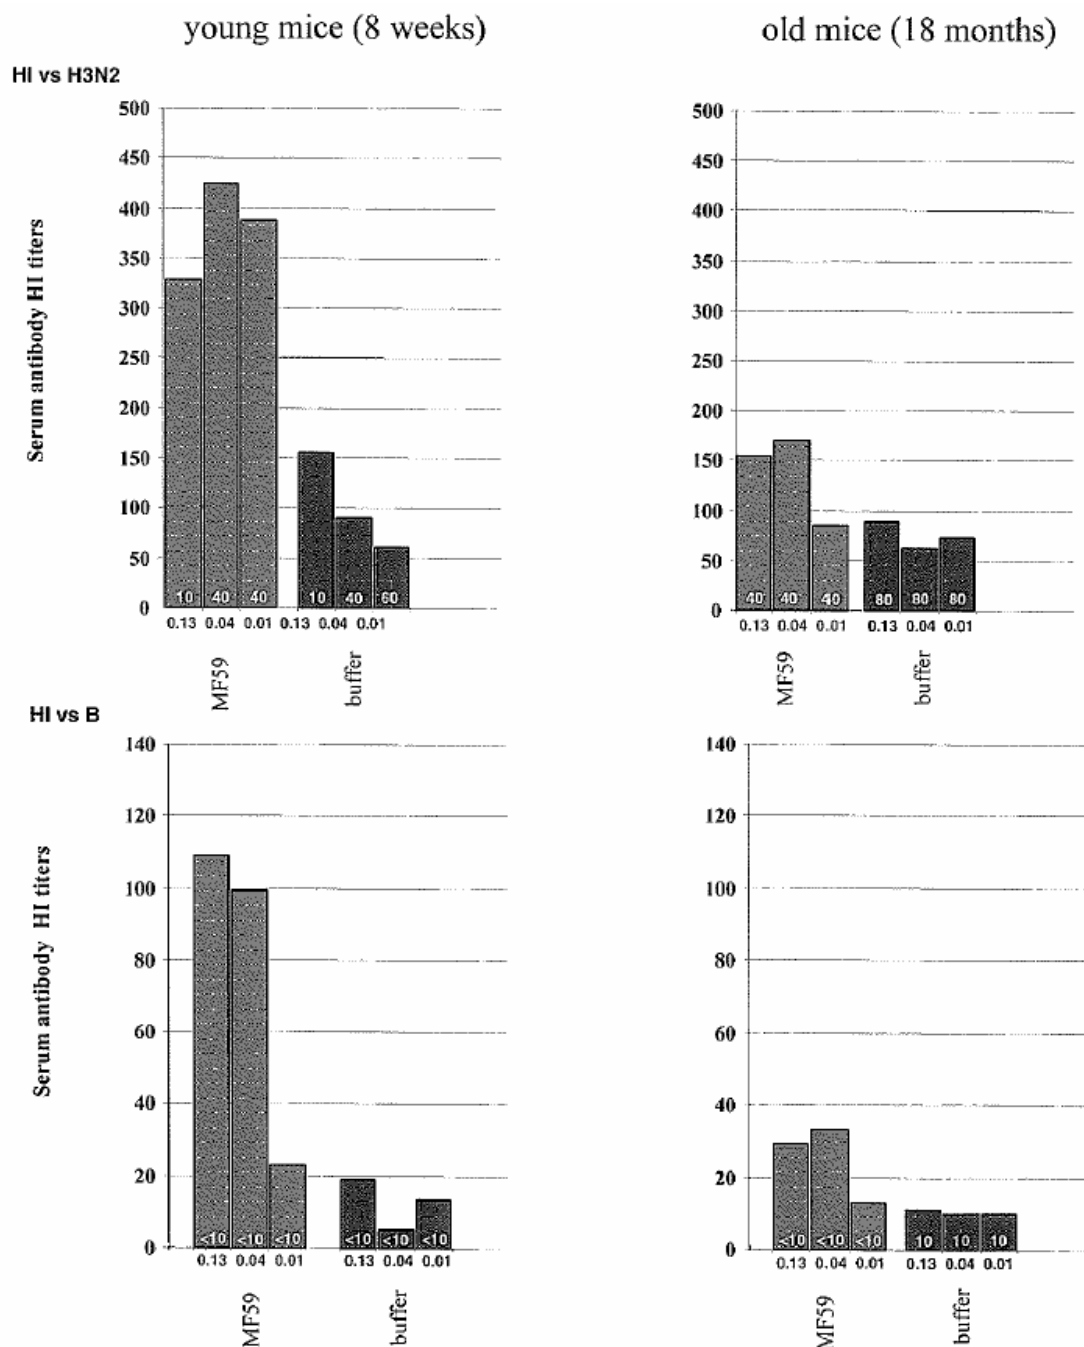 young mice (8 weeks)
old mice (18 months)
HI vs H3N2
Serum antibody HI titers
500
450
400
350
300
250
200
150
100
50
0
10 40 40 10 40 60
0.13 0.04 0.01 0.13 0.04 0.01
MF59
buffer
500
450
400
350
300
250
200
150
100
50
0
40 40 40 80 80 80
0.13 0.04 0.01 0.13 0.04 0.01
MF59
buffer
HI vs B
Serum antibody HI titers
140
120
100
80
60
40
20
0
<10 <10 <10 <10 <10 <10
0.13 0.04 0.01 0.13 0.04 0.01
MF59
buffer
140
120
100
80
60
40
20
0
<10 <10 <10 10 10 10
0.13 0.04 0.01 0.13 0.04 0.01
MF59
buffer